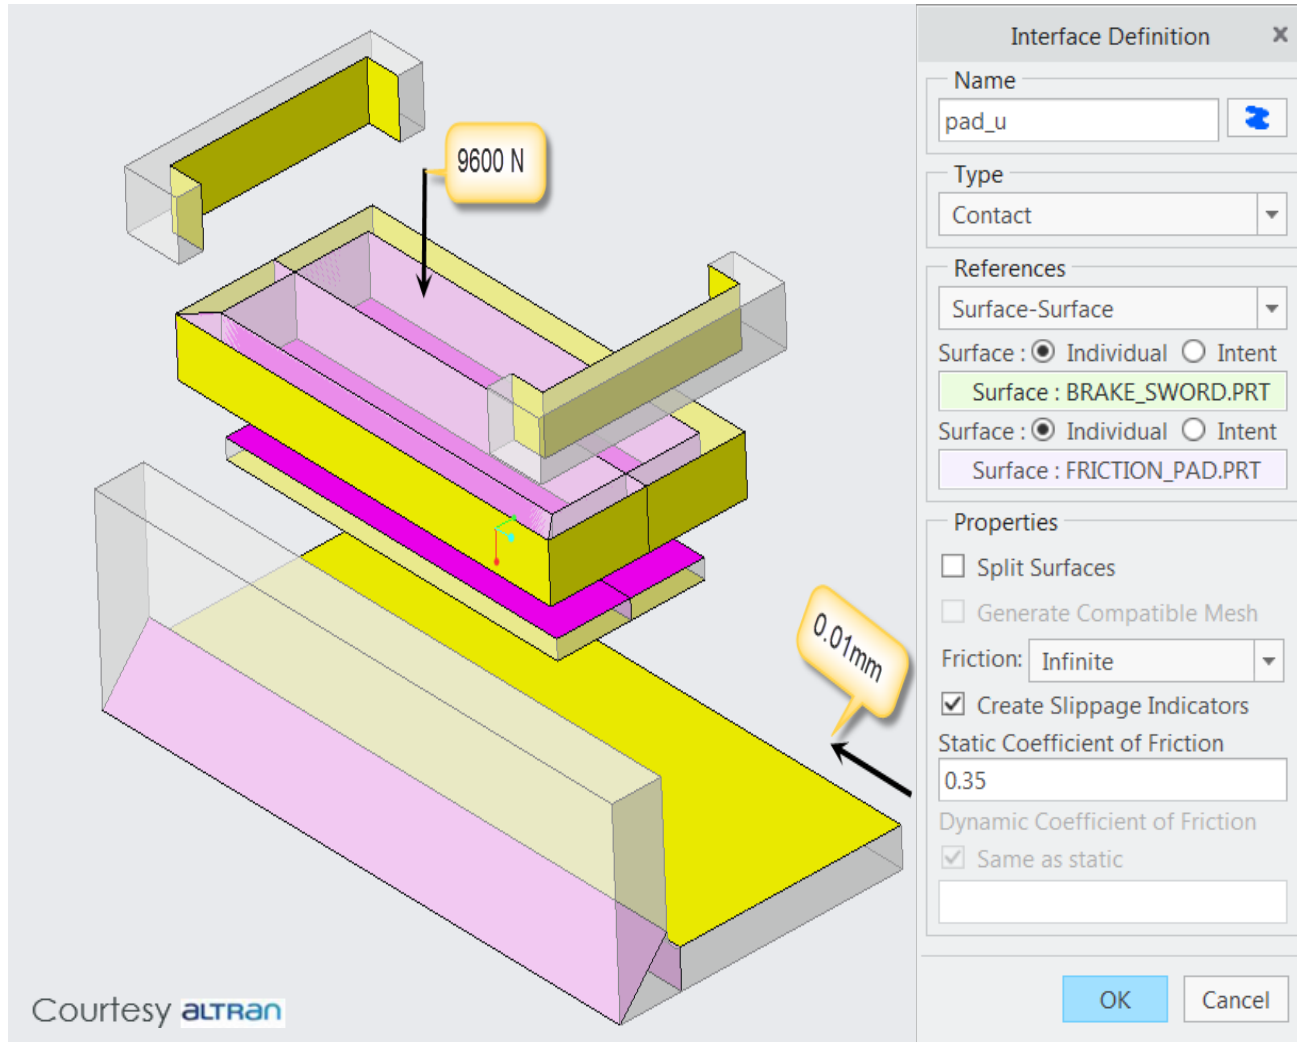 9600 N
0.01mm
Courtesy ALTRAN
Interface Definition
Name
pad_u
Type
Contact
References
Surface-Surface
Surface : Individual Intent
Surface : BRAKE_SWORD.PRT
Surface : Individual Intent
Surface : FRICTION_PAD.PRT
Properties
Split Surfaces
Generate Compatible Mesh
Friction: Infinite
Create Slippage Indicators
Static Coefficient of Friction
0.35
Dynamic Coefficient of Friction
Same as static
OK Cancel